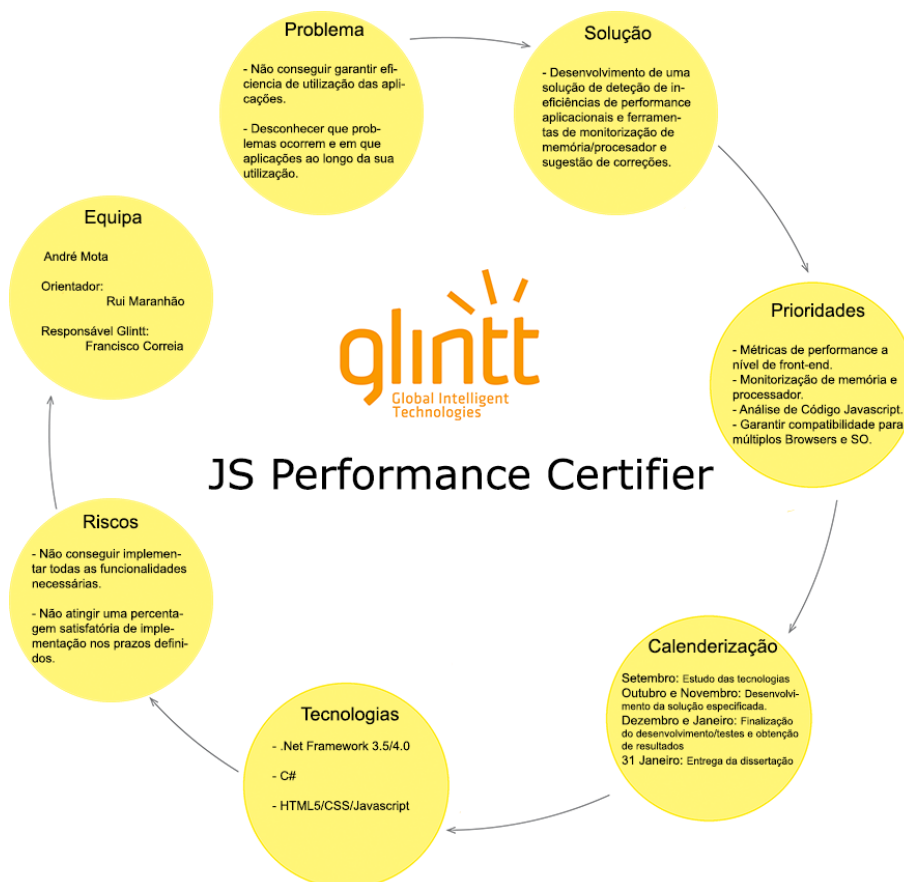 Problema
- Não conseguir garantir efi-
ciencia de utilização das apli-
cações.
- Desconhecer que prob-
lemas ocorrem e em que
aplicações ao longo da sua
utilização.
Solução
- Desenvolvimento de uma
solução de deteção de in-
eficiências de performance
aplicacionais e ferramen-
tas de monitorização de
memória/procesador e
sugestão de correções.
Prioridades
- Métricas de performance a
nível de front-end.
- Monitorização de memória e
processador.
- Análise de Código Javascript.
- Garantir compatibilidade para
múltiplos Browsers e SO.
Calenderização
Setembro: Estudo das tecnologias
Outubro e Novembro: Desenvolvi-
mento da solução especificada.
Dezembro e Janeiro: Finalização
do desenvolvimento/testes e obtenção
de resultados
31 Janeiro: Entrega da dissertação
Tecnologias
- .Net Framework 3.5/4.0
- C#
- HTML5/CSS/Javascript
Riscos
- Não conseguir implemen-
tar todas as funcionalidades
necessárias.
- Não atingir uma percenta-
gem satisfatória de imple-
mentação nos prazos defini-
dos.
Equipa
André Mota
Orientador:
Rui Maranhão
Responsável Glintt:
Francisco Correia
glintt
Global Intelligent
Technologies
JS Performance Certifier